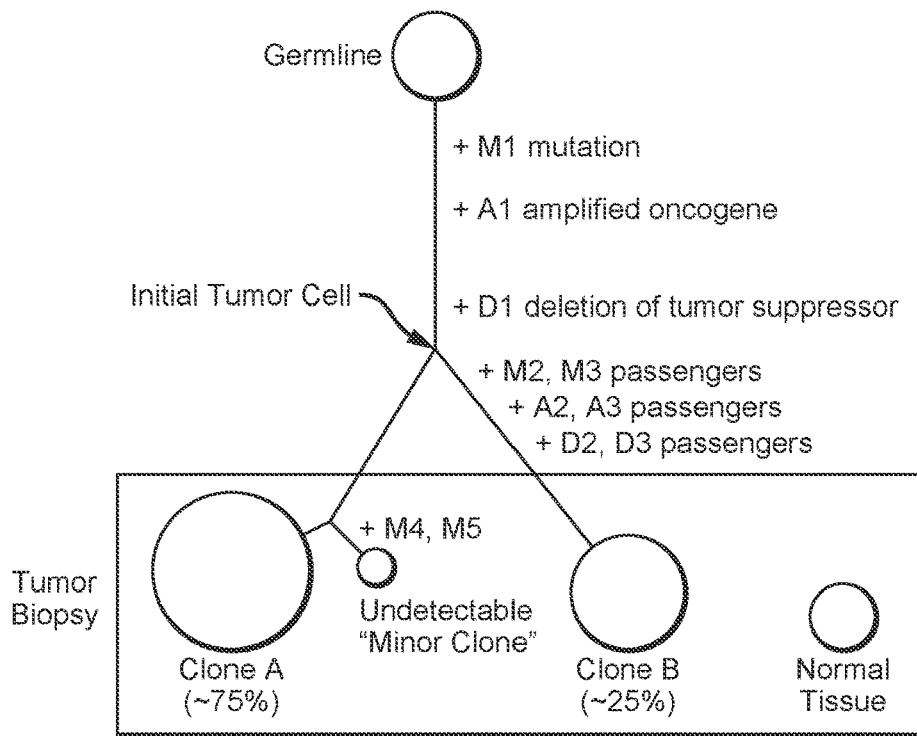 Germline
+ M1 mutation
+ A1 amplified oncogene
Initial Tumor Cell
+ D1 deletion of tumor suppressor
+ M2, M3 passengers
+ A2, A3 passengers
+ D2, D3 passengers
+ M4, M5
Tumor
Biopsy
Undetectable
“Minor Clone”
Clone A
(~75%)
Clone B
(~25%)
Normal
Tissue